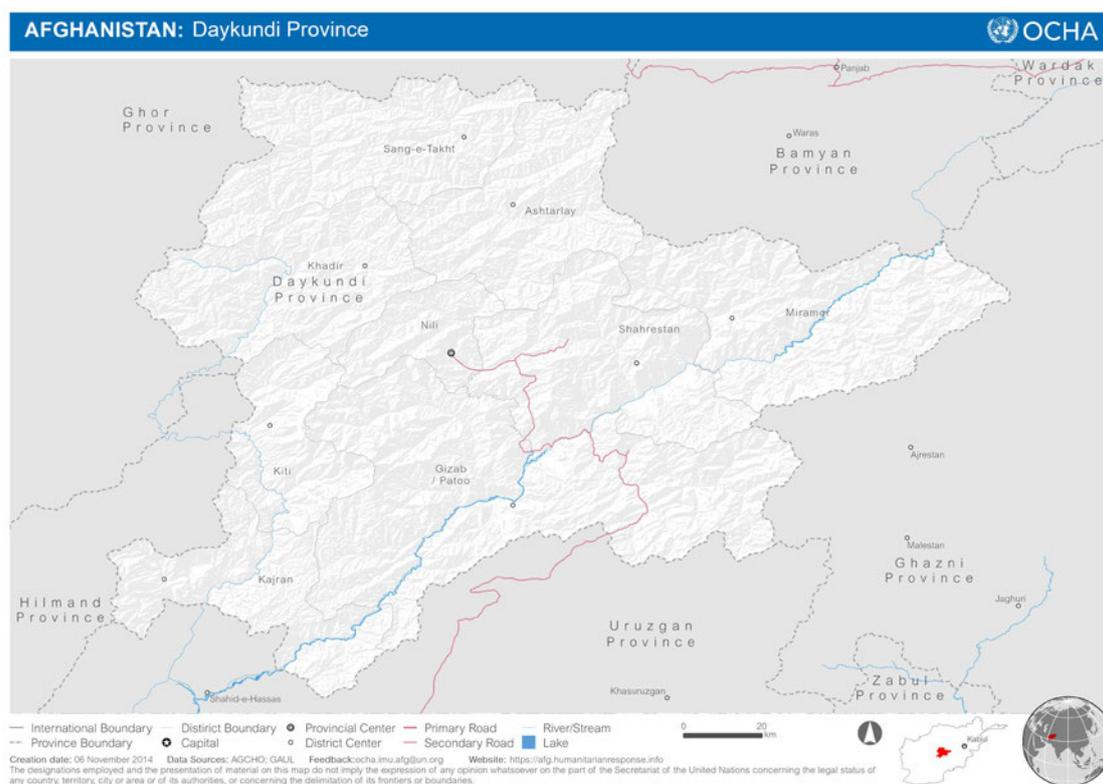 AFGHANISTAN: Daykundi Province
OCHA
Panjab
Wardak
Province
Ghor
Province
Waras
Sang-e-Takht
Bamyan
Province
Ashtarlay
Khadir
Daykundi
Province
Miramor
Nili
Shahrestan
Ajrestan
Kiti
Gizab
/ Patoo
Malestan
Ghazni
Province
Kajran
Hilmand
Province
Jaghuri
Uruzgan
Province
Zabul
Province
Khasuruzgan
Shahid-e-Hassas
International Boundary
District Boundary
Provincial Center
Primary Road
River/Stream
0 20
km
Province Boundary
Capital
District Center
Secondary Road
Lake
Kabul
Creation date: 06 November 2014 Data Sources: AGCHO; GAUL Feedback:ocha.imu.afg@un.org Website: https://afg.humanitarianresponse.info
The designations employed and the presentation of material on this map do not imply the expression of any opinion whatsoever on the part of the Secretariat of the United Nations concerning the legal status of
any country, territory, city or area or of its authorities, or concerning the delimitation of its frontiers or boundaries.